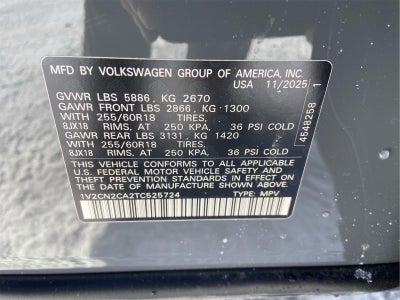 MFD BY VOLKSWAGEN GROUP OF AMERICA, INC.
USA 11/2025
GVWR LBS 5886, KG 2670
GAWR FRONT LBS 2866, KG 1300
WITH 255/60R18 TIRES,
8JX18 RIMS, AT 250 KPA, 36 PSI COLD
GAWR REAR LBS 3131, KG 1420
WITH 255/60R18 TIRES,
8JX18 RIMS, AT 250 KPA, 36 PSI COLD
THIS VEHICLE CONFORMS TO ALL APPLICABLE
U.S. FEDERAL MOTOR VEHICLE SAFETY STANDARDS
IN EFFECT ON THE DATE OF MANUFACTURE
SHOWN ABOVE.
1V2CN2CA2TC525724 TYPE: MPV
4548258 1